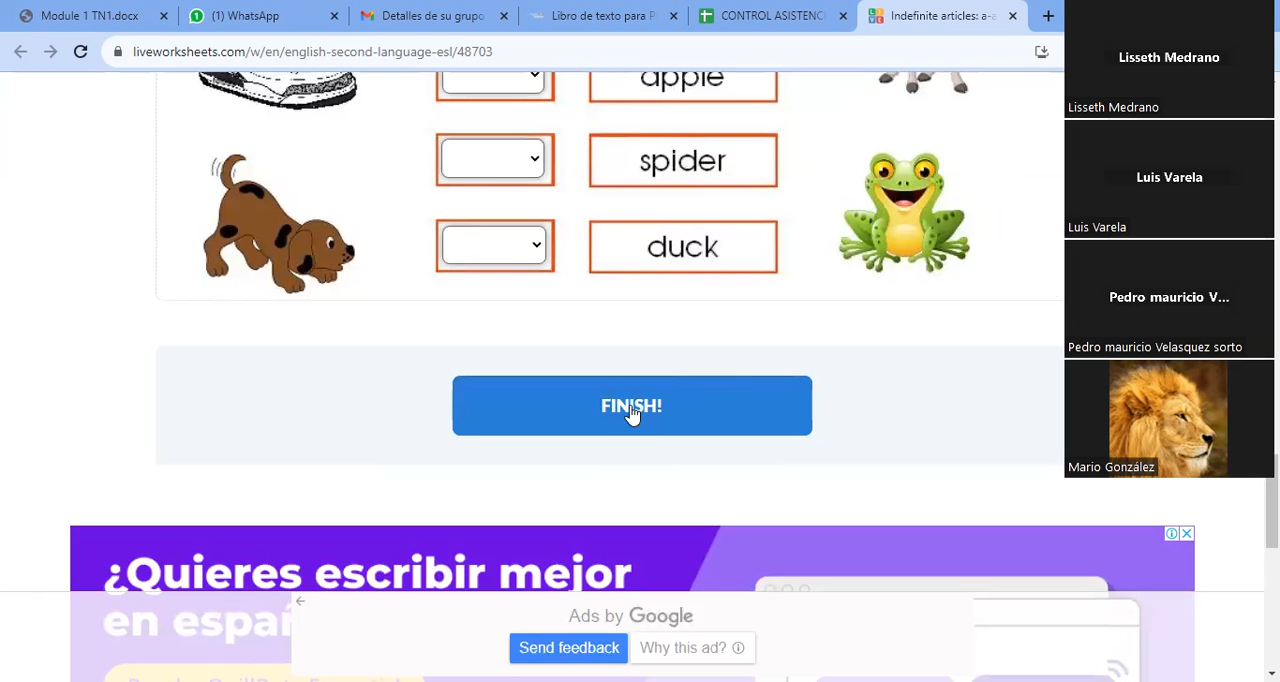 Module 1 TN1.docx
(1) WhatsApp
Detalles de su grupo
Libro de texto para P
CONTROL ASISTENC
Indefinite articles: a-a
liveworksheets.com/w/en/english-second-language-esl/48703
apple
spider
duck
FINISH!
Lisseth Medrano
Lisseth Medrano
Luis Varela
Luis Varela
Pedro mauricio V...
Pedro mauricio Velasquez sorto
Mario González
¿Quieres escribir mejor
en españ
Ads by Google
Send feedback
Why this ad?